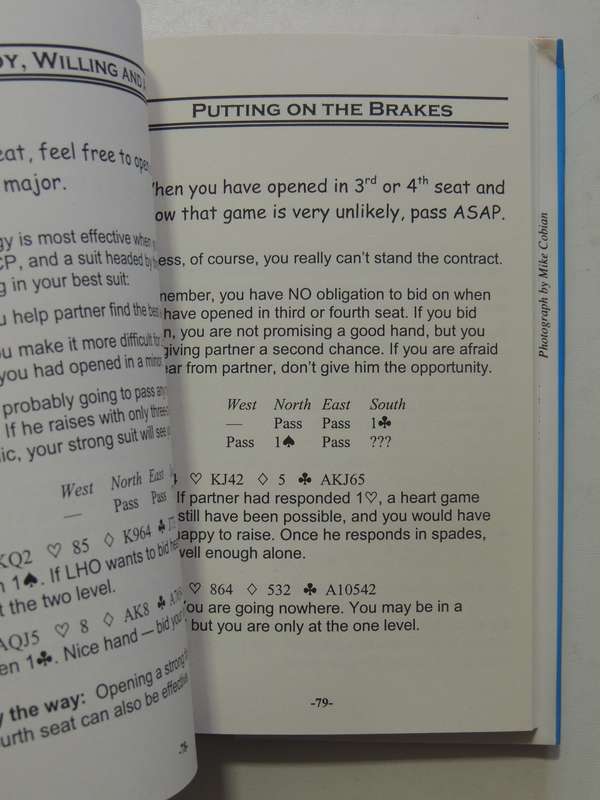 DY, WILLING AND A
eat, feel free to open
major.
gy is most effective when
CP, and a suit headed by
g in your best suit:
u help partner find the best
ou make it more difficult for
you had opened in a minor
probably going to pass any
If he raises with only three
ic, your strong suit will see
West North East
— Pass Pass
KQ2 ♡ 85 ♢ K964 ♣
n 1♠. If LHO wants to bid
t the two level.
AQJ5 ♡ 8 ♢ AK8 ♣
en 1♣. Nice hand — bid your
y the way: Opening a strong
urth seat can also be effective
PUTTING ON THE BRAKES
hen you have opened in 3rd or 4th seat and
ow that game is very unlikely, pass ASAP.
ess, of course, you really can't stand the contract.
member, you have NO obligation to bid on when
have opened in third or fourth seat. If you bid
n, you are not promising a good hand, but you
giving partner a second chance. If you are afraid
ear from partner, don't give him the opportunity.
West North East South
— Pass Pass 1♣
Pass 1♠ Pass ???
4 ♡ KJ42 ♢ 5 ♣ AKJ65
If partner had responded 1♡, a heart game
still have been possible, and you would have
happy to raise. Once he responds in spades,
well enough alone.
♡ 864 ♢ 532 ♣ A10542
You are going nowhere. You may be in a
but you are only at the one level.
-79-
Photograph by Mike Cobian